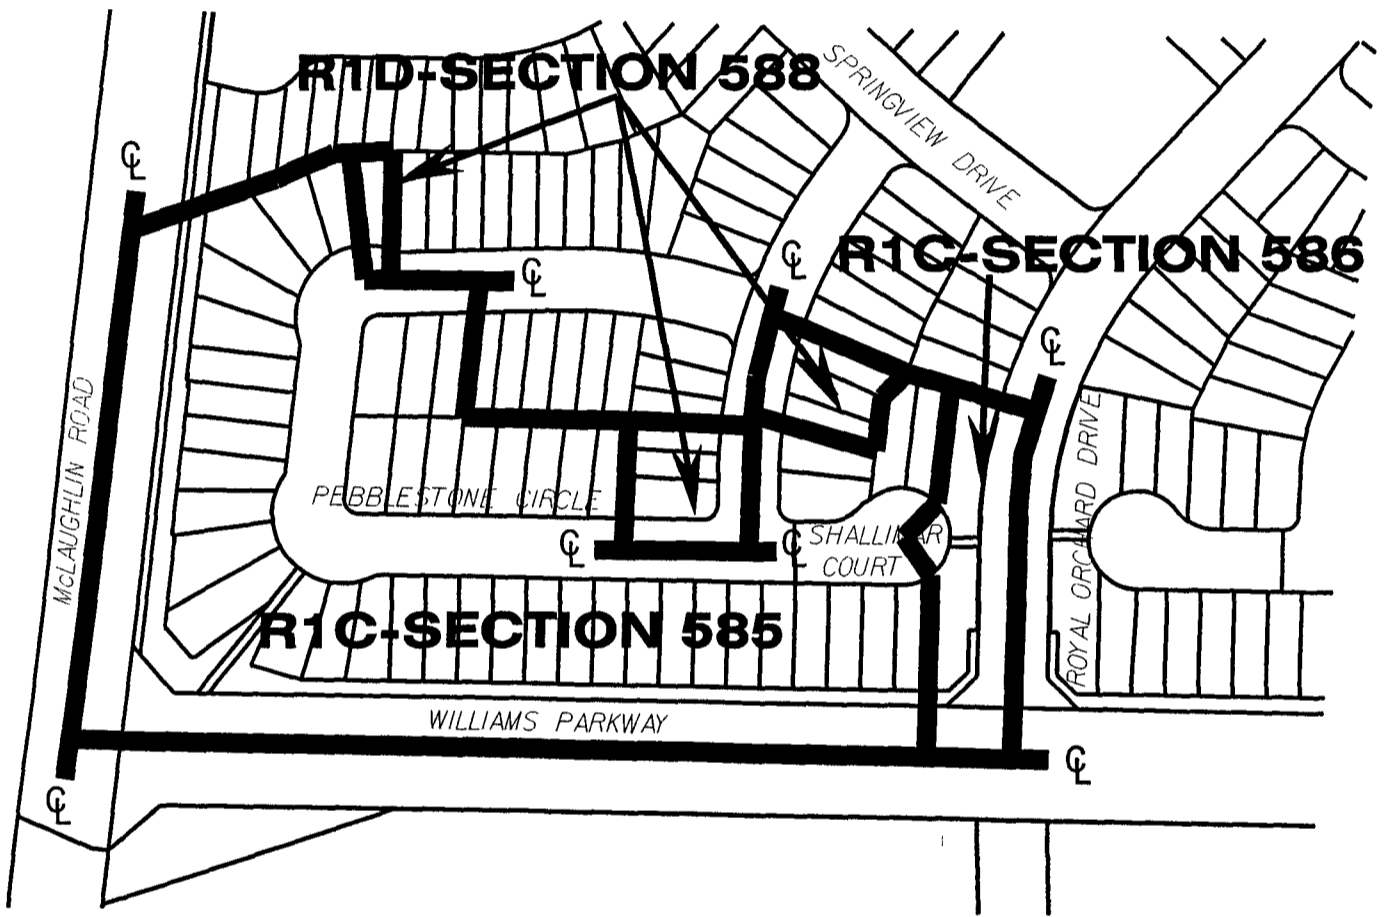 R1D-SECTION 588
SPRINGVIEW DRIVE
CL
CL
R1C-SECTION 586
CL
CL
McLAUGHLIN ROAD
ROYAL ORCHARD DRIVE
PEBBLESTONE CIRCLE
CL
CL
SHALLIMAR
COURT
R1C-SECTION 585
WILLIAMS PARKWAY
CL
CL